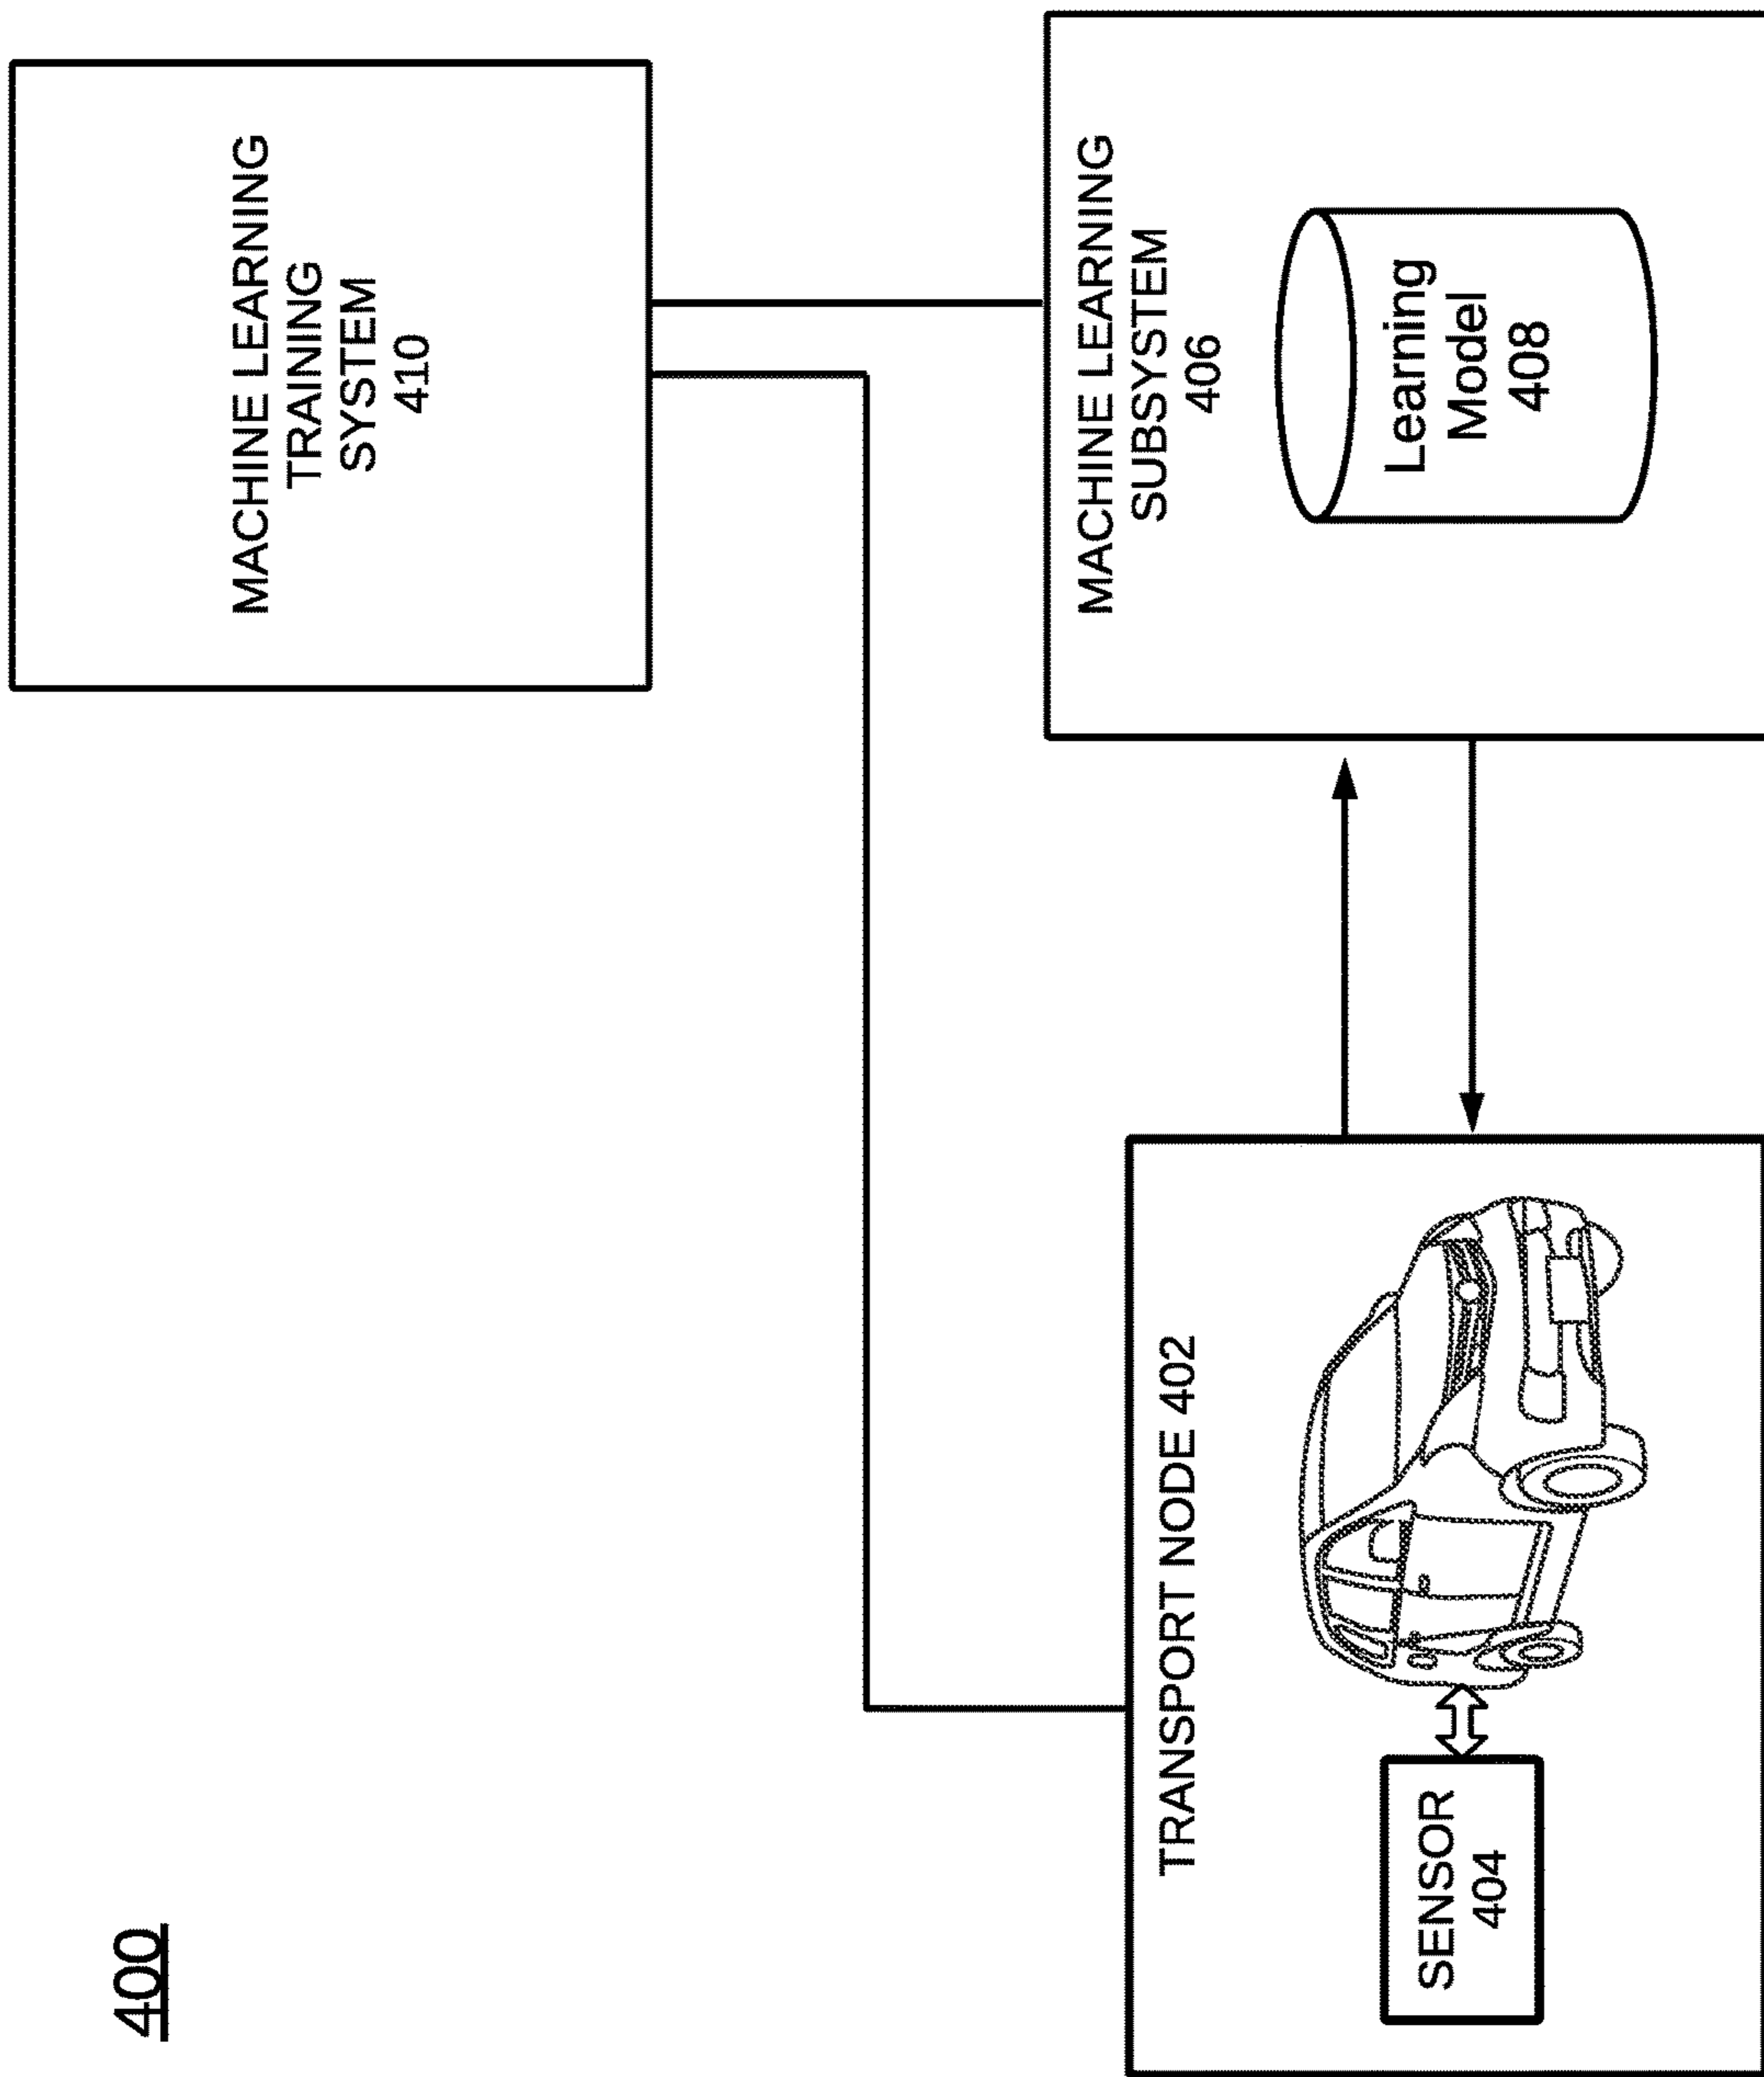 400
MACHINE LEARNING
TRAINING
SYSTEM
410
TRANSPORT NODE 402
SENSOR
404
MACHINE LEARNING
SUBSYSTEM
406
Learning
Model
408